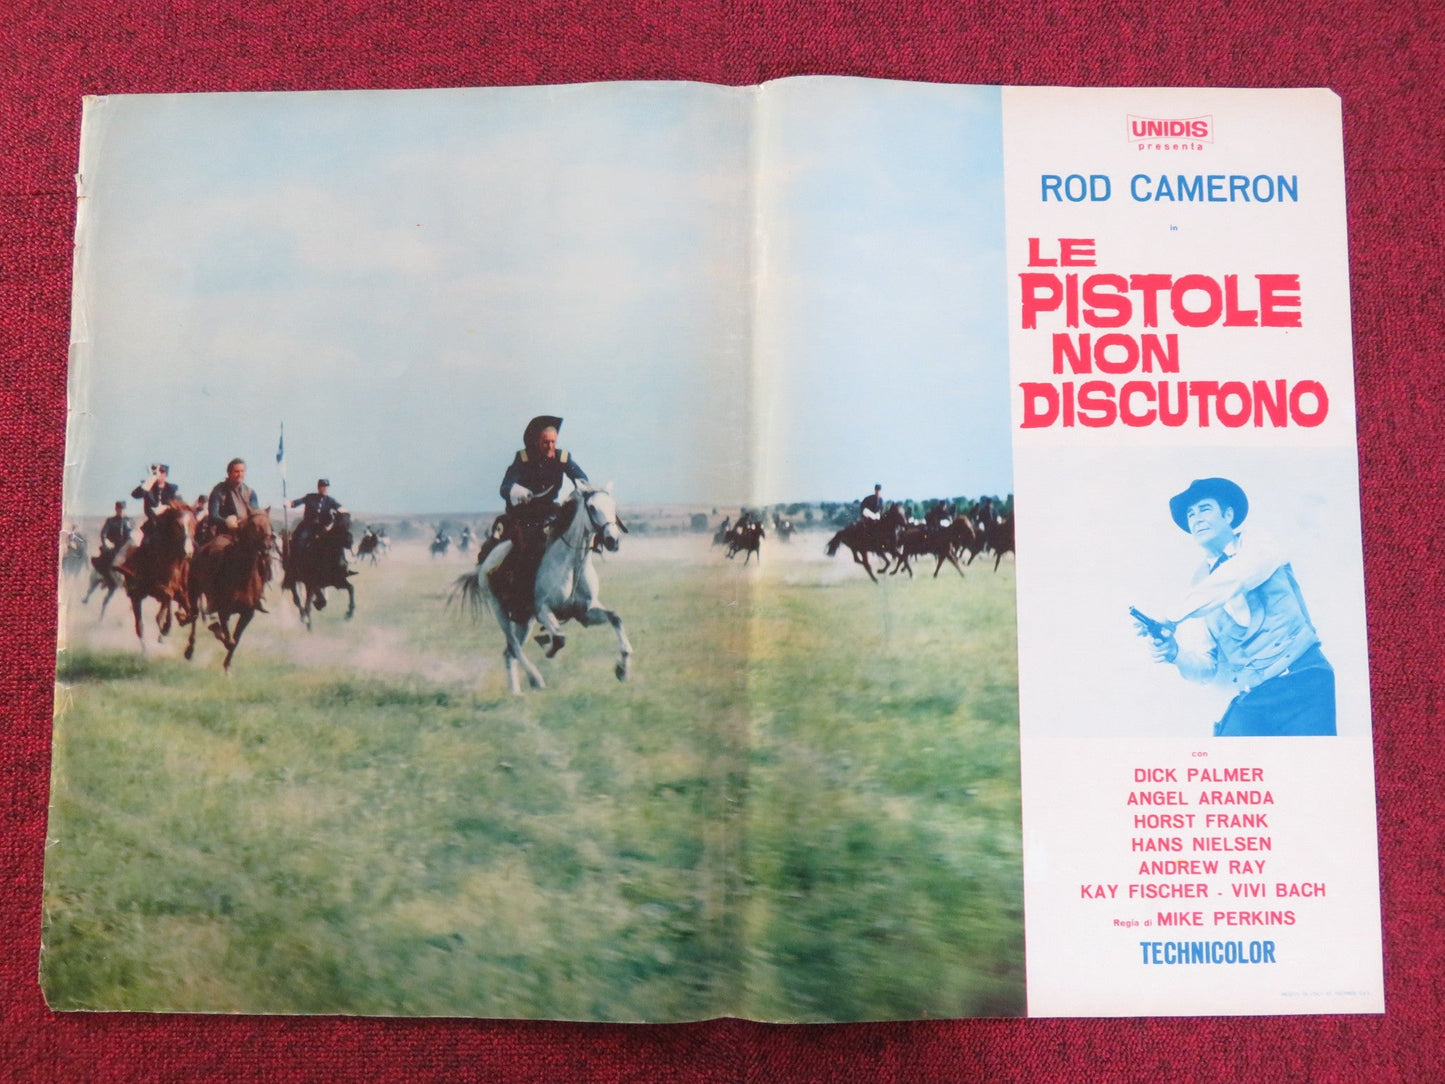 UNIDIS
presenta
ROD CAMERON
in
LE
PISTOLE
NON
DISCUTONO
con
DICK PALMER
ANGEL ARANDA
HORST FRANK
HANS NIELSEN
ANDREW RAY
KAY FISCHER - VIVI BACH
Regia di MIKE PERKINS
TECHNICOLOR